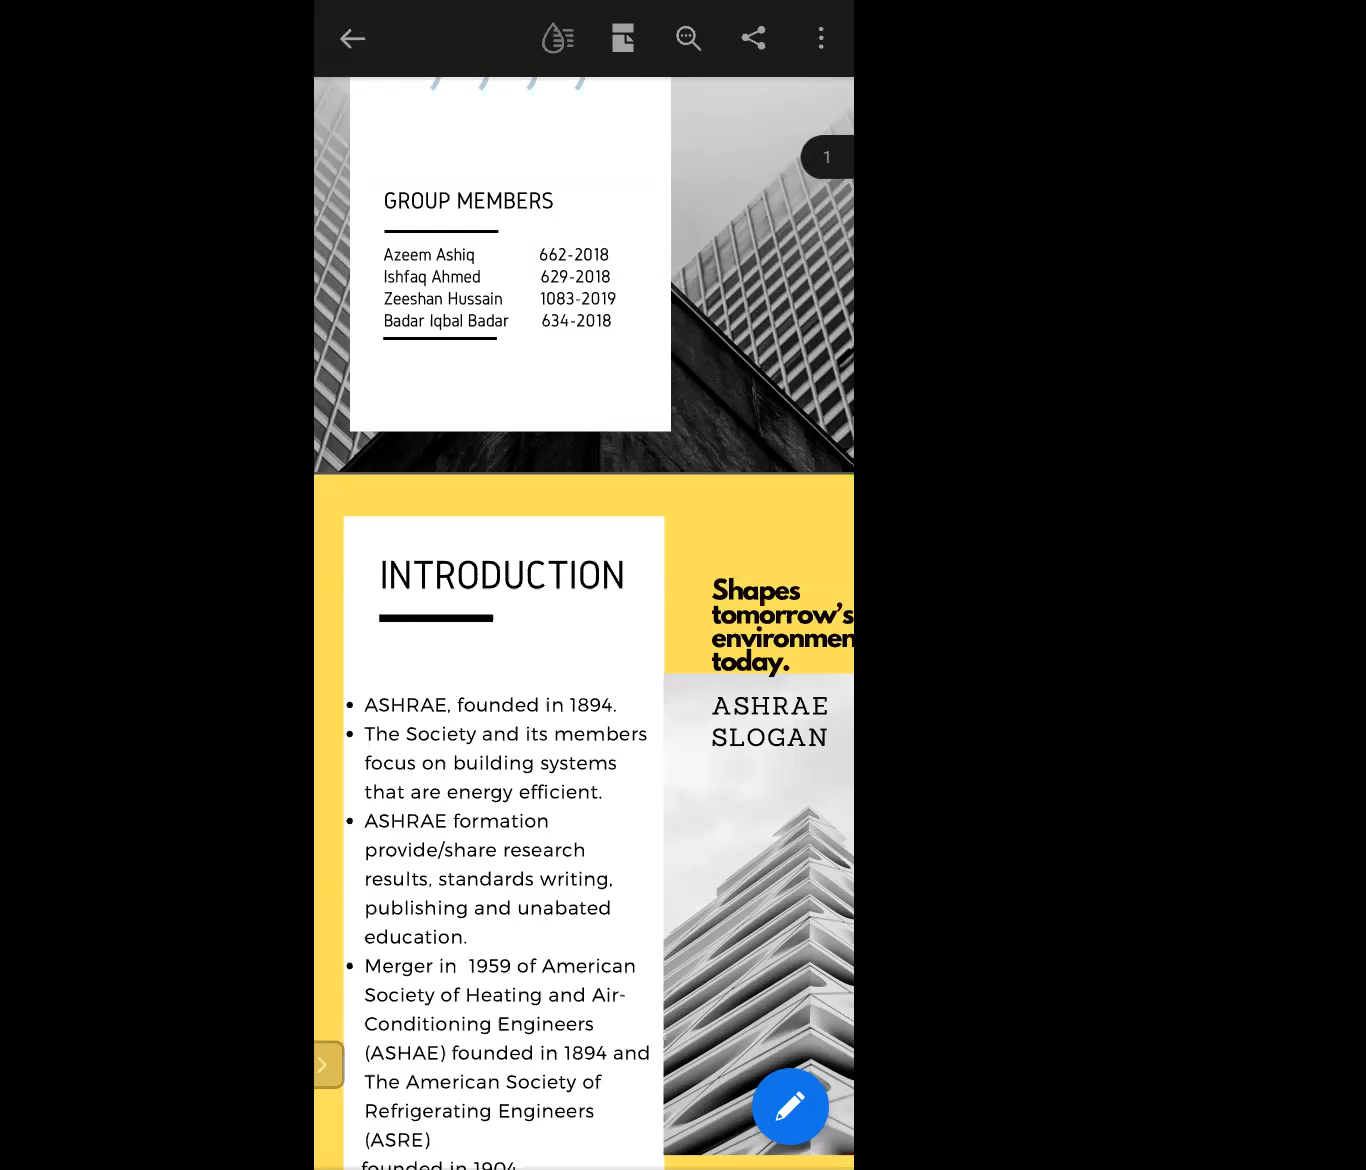 1
GROUP MEMBERS
Azeem Ashiq 662-2018
Ishfaq Ahmed 629-2018
Zeeshan Hussain 1083-2019
Badar Iqbal Badar 634-2018
INTRODUCTION
ASHRAE, founded in 1894.
The Society and its members
focus on building systems
that are energy efficient.
ASHRAE formation
provide/share research
results, standards writing,
publishing and unabated
education.
Merger in 1959 of American
Society of Heating and Air-
Conditioning Engineers
(ASHAE) founded in 1894 and
The American Society of
Refrigerating Engineers
(ASRE)
founded in 1904
Shapes
tomorrow's
environmen
today.
ASHRAE
SLOGAN